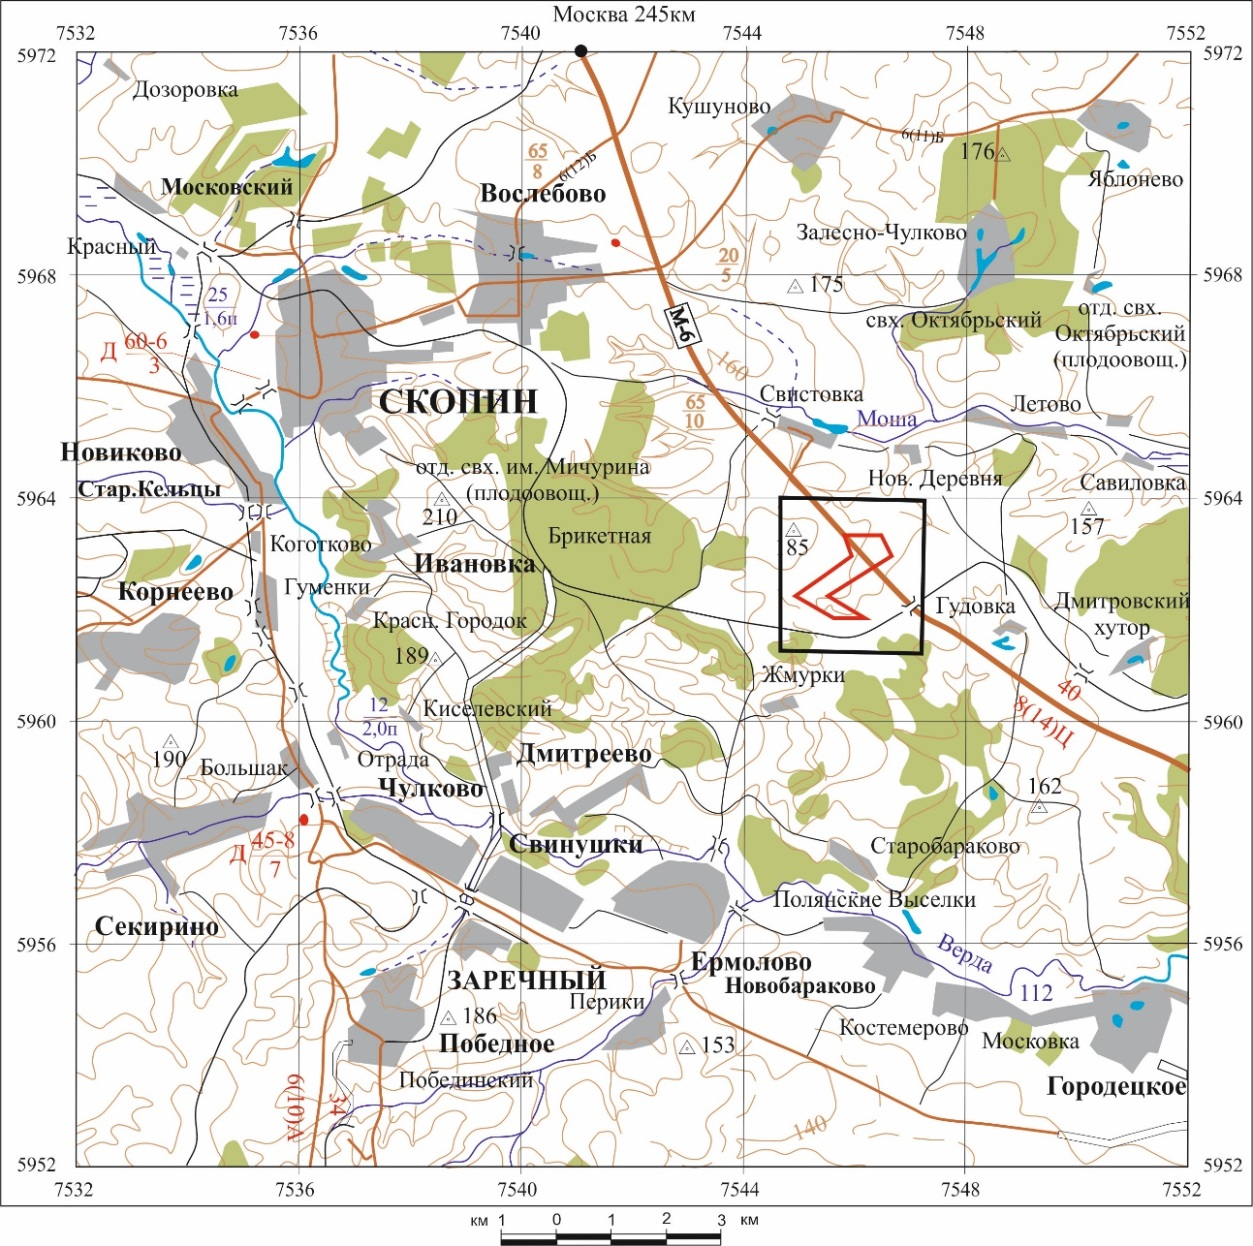 Москва 245км
7532
7536
7540
7544
7548
7552
5972
5972
Дозоровка
Кушуново
6(11)Б
65
8
6(12)Б
176
Яблонево
Московский
Вослебово
Красный
Залесно-Чулково
5968
20
5
175
5968
25
1,6п
отд. свх.
Октябрьский
(плодоовощ.)
свх. Октябрьский
М-6
Д 60-6
3
160
СКОПИН
65
10
Свистовка
Моша
Летово
Новиково
отд. свх. им. Мичурина
(плодоовощ.)
Стар.Кельцы
Нов. Деревня
Савиловка
5964
5964
210
157
Брикетная
85
Коготково
Ивановка
Гуменки
Корнеево
Гудовка
Дмитровский
хутор
Красн. Городок
189
Жмурки
40
8(14)Ц
12
2,0п
Киселевский
5960
5960
190
Большак
Отрада
Дмитреево
Чулково
162
Д 45-8
7
Свинушки
Старобараково
Полянские Выселки
Секирино
5956
5956
Верда
112
Ермолово
ЗАРЕЧНЫЙ
Новобараково
Перики
186
Костемерово
Победное
153
Московка
Побединский
Городецкое
6(10)А
34
140
5952
5952
7532
7536
7540
7544
7548
7552
км 1 0 1 2 3 км